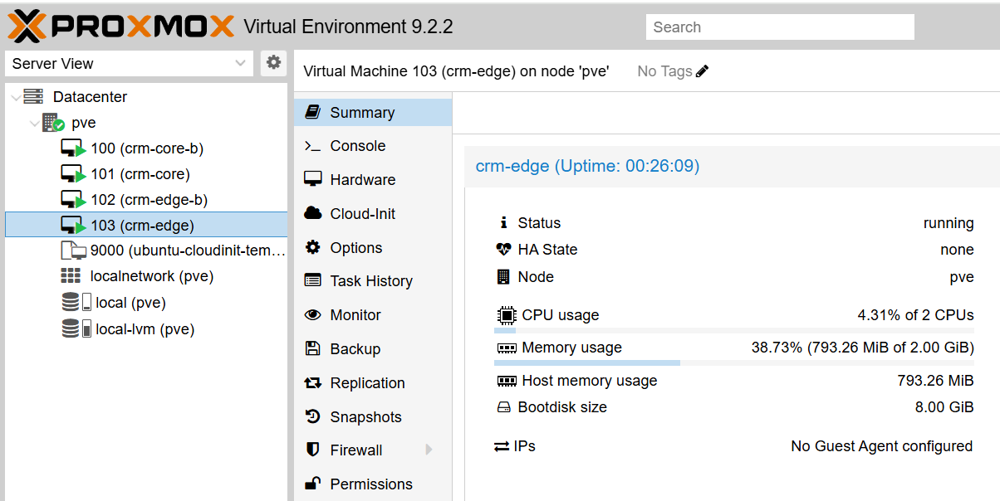 PROXMOX Virtual Environment 9.2.2
Search
Server View
Virtual Machine 103 (crm-edge) on node 'pve'
No Tags
Datacenter
pve
100 (crm-core-b)
101 (crm-core)
102 (crm-edge-b)
103 (crm-edge)
9000 (ubuntu-cloudinit-tem...
localnetwork (pve)
local (pve)
local-lvm (pve)
Summary
Console
Hardware
Cloud-Init
Options
Task History
Monitor
Backup
Replication
Snapshots
Firewall
Permissions
crm-edge (Uptime: 00:26:09)
Status running
HA State none
Node pve
CPU usage 4.31% of 2 CPUs
Memory usage 38.73% (793.26 MiB of 2.00 GiB)
Host memory usage 793.26 MiB
Bootdisk size 8.00 GiB
IPs No Guest Agent configured